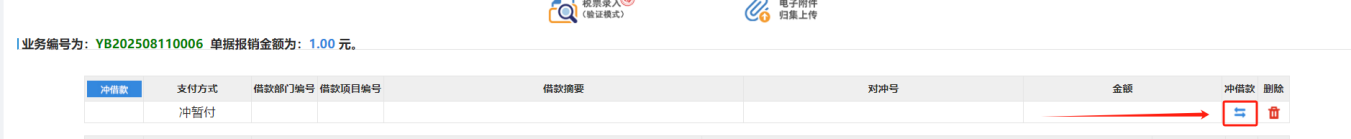 税票录入
(验证模式)
电子附件
归集上传
业务编号为：YB202508110006 单据报销金额为：1.00 元。
冲借款 支付方式 借款部门编号 借款项目编号 借款摘要 对冲号 金额 冲借款 删除
冲暂付